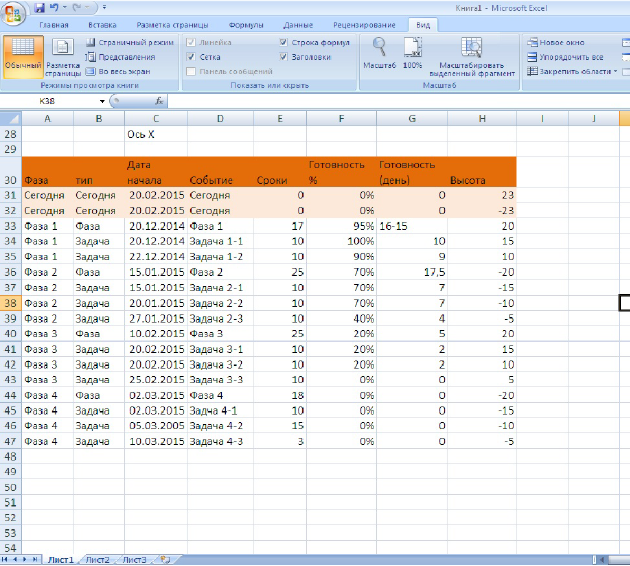 Книга1 - Microsoft Excel
Главная Вставка Разметка страницы Формулы Данные Рецензирование Вид
Обычный Разметка страницы Страничный режим Представления Во весь экран
Режимы просмотра книги
Линейка Строка формул
Сетка Заголовки
Панель сообщений
Показать или скрыть
Масштаб 100% Масштабировать выделенный фрагмент
Масштаб
Новое окно
Упорядочить все
Закрепить области
K38 fx
A B C D E F G H I J
28 Ось X
29
30 Фаза тип Дата начала Событие Сроки Готовность % Готовность (день) Высота
31 Сегодня Сегодня 20.02.2015 Сегодня 0 0% 0 23
32 Сегодня Сегодня 20.02.2015 Сегодня 0 0% 0 -23
33 Фаза 1 Фаза 20.12.2014 Фаза 1 17 95% 16-15 20
34 Фаза 1 Задача 20.12.2014 Задача 1-1 10 100% 10 15
35 Фаза 1 Задача 22.12.2014 Задача 1-2 10 90% 9 10
36 Фаза 2 Фаза 15.01.2015 Фаза 2 25 70% 17,5 -20
37 Фаза 2 Задача 15.01.2015 Задача 2-1 10 70% 7 -15
38 Фаза 2 Задача 20.01.2015 Задача 2-2 10 70% 7 -10
39 Фаза 2 Задача 27.01.2015 Задача 2-3 10 40% 4 -5
40 Фаза 3 Фаза 10.02.2015 Фаза 3 25 20% 5 20
41 Фаза 3 Задача 20.02.2015 Задача 3-1 10 20% 2 15
42 Фаза 3 Задача 20.02.2015 Задача 3-2 10 20% 2 10
43 Фаза 3 Задача 25.02.2015 Задача 3-3 10 0% 0 5
44 Фаза 4 Фаза 02.03.2015 Фаза 4 18 0% 0 -20
45 Фаза 4 Задача 02.03.2015 Задча 4-1 10 0% 0 -15
46 Фаза 4 Задача 05.03.2005 Задача 4-2 15 0% 0 -10
47 Фаза 4 Задача 10.03.2015 Задача 4-3 3 0% 0 -5
48
49
50
51
52
53
54
Лист1 Лист2 Лист3